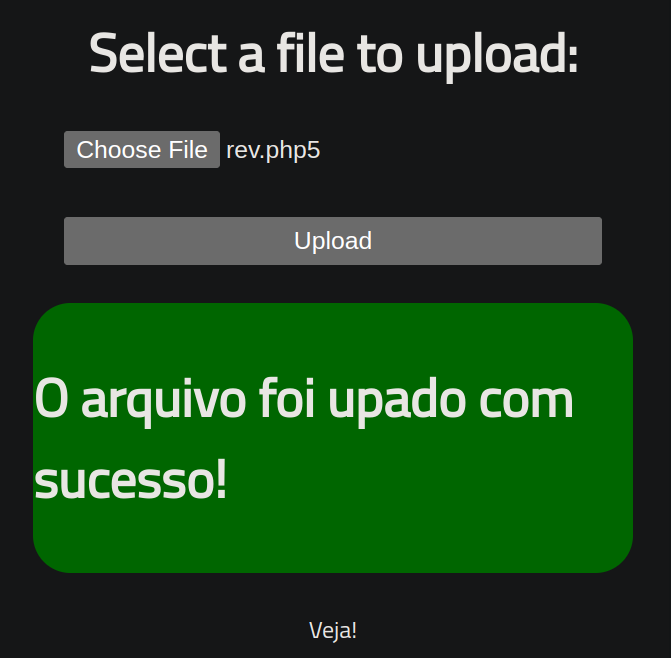 Select a file to upload:
Choose File rev.php5
Upload
O arquivo foi upado com
sucesso!
Veja!